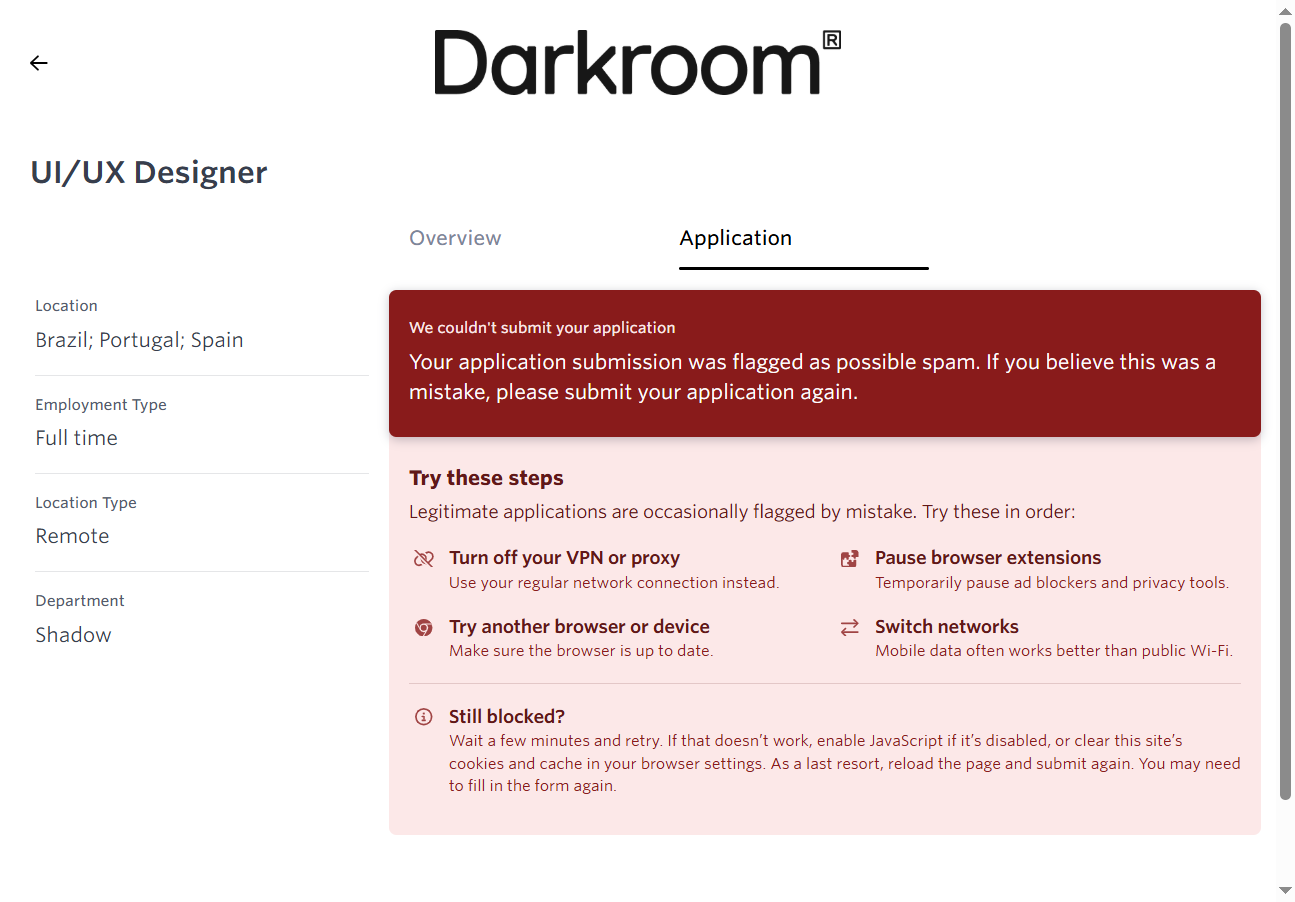 Darkroom®
UI/UX Designer
Overview
Application
Location
Brazil; Portugal; Spain
Employment Type
Full time
Location Type
Remote
Department
Shadow
We couldn't submit your application
Your application submission was flagged as possible spam. If you believe this was a
mistake, please submit your application again.
Try these steps
Legitimate applications are occasionally flagged by mistake. Try these in order:
Turn off your VPN or proxy
Use your regular network connection instead.
Pause browser extensions
Temporarily pause ad blockers and privacy tools.
Try another browser or device
Make sure the browser is up to date.
Switch networks
Mobile data often works better than public Wi-Fi.
Still blocked?
Wait a few minutes and retry. If that doesn’t work, enable JavaScript if it’s disabled, or clear this site’s
cookies and cache in your browser settings. As a last resort, reload the page and submit again. You may need
to fill in the form again.